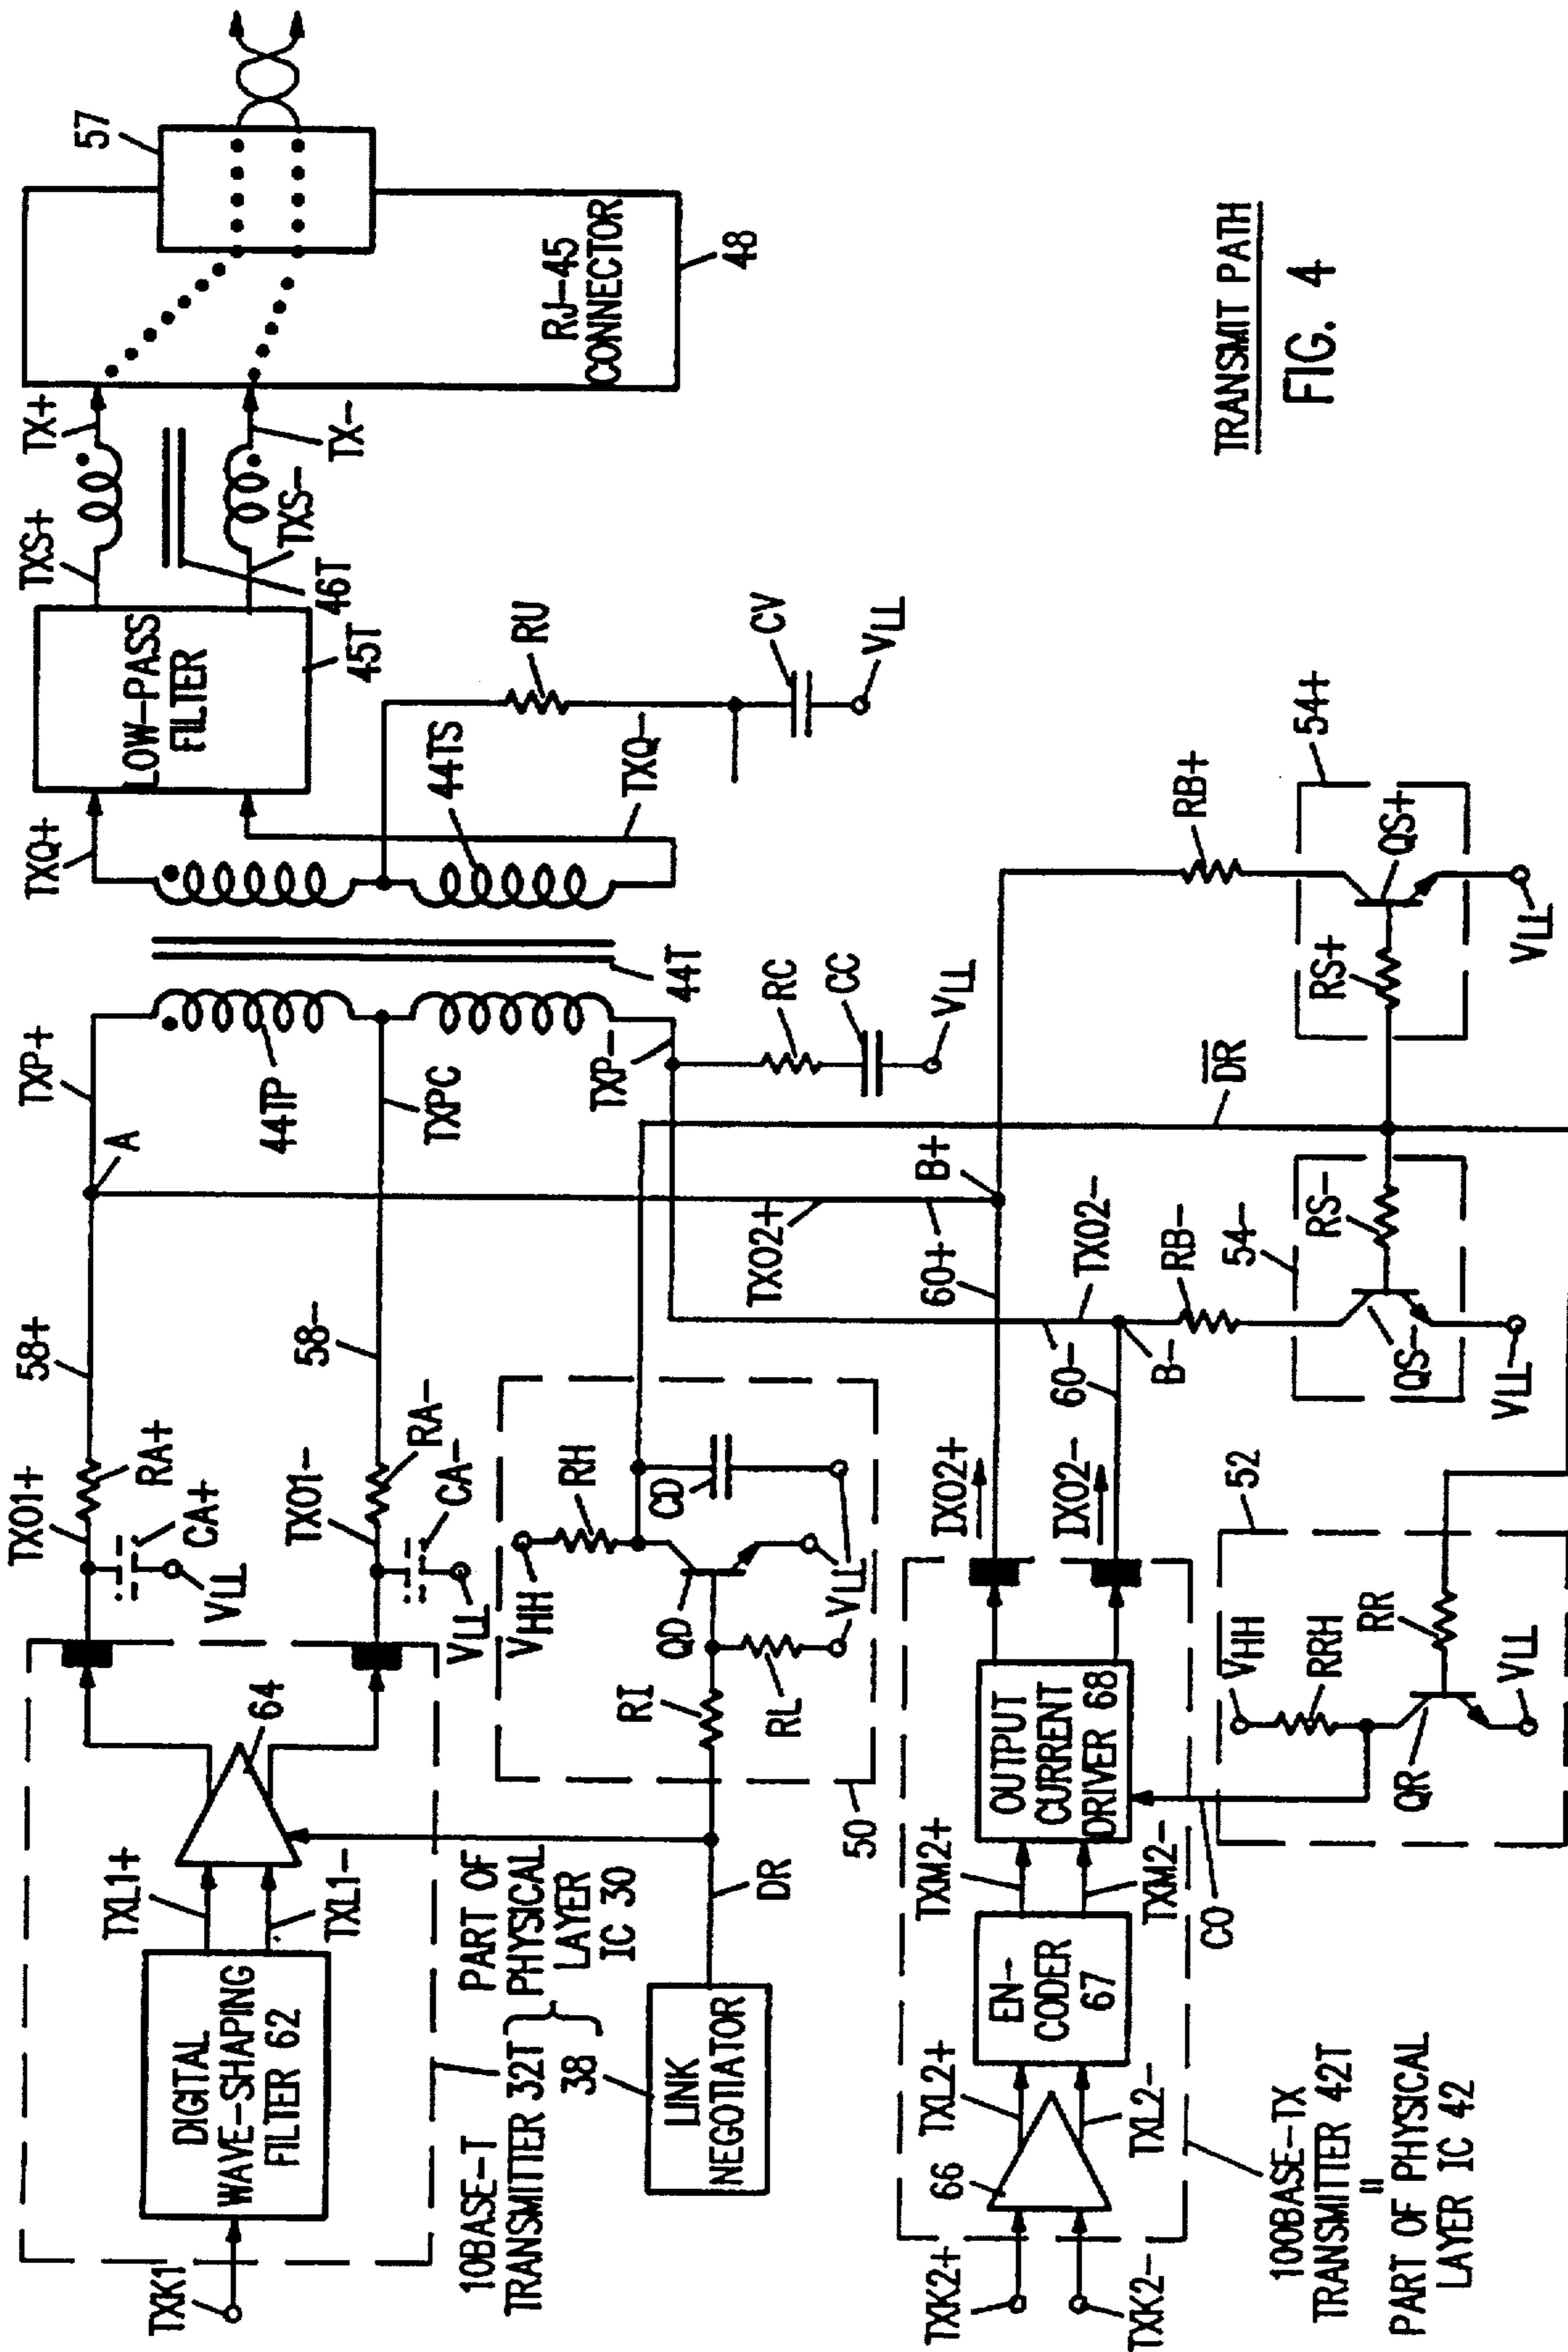 TXK1
DIGITAL
WAVE-SHAPING
FILTER 62
TXL1+
TXL1-
64
TXO1+
CA+
VLL
RA+
58+
A
TXP+
TXO1-
CA-
VLL
RA-
58-
TXPC
44TP
TXP-
44T
TXQ+
44TS
TXQ-
LOW-PASS
FILTER
45T
TXS+
TXS-
46T
TX+
TX-
RJ-45
CONNECTOR
48
57
RU
CV
VLL
RC
CC
VLL
10BASE-T
TRANSMITTER 32T
38
PART OF
PHYSICAL
LAYER
IC 30
LINK
NEGOTIATOR
DR
50
RI
RL
QD
VHH
RH
CD
VLL
DR
TXO2+
60+
B+
TXO2-
60-
B-
RB-
RB+
54-
RS-
QS-
VLL
54+
RS+
QS+
VLL
TXK2+
TXK2-
66
TXL2+
TXL2-
EN-
CODER
67
TXM2+
TXM2-
OUTPUT
CURRENT
DRIVER 68
IXO2+
IXO2-
CO
52
VHH
RRH
RR
QR
VLL
100BASE-TX
TRANSMITTER 42T
=
PART OF PHYSICAL
LAYER IC 42
TRANSMIT PATH
FIG. 4